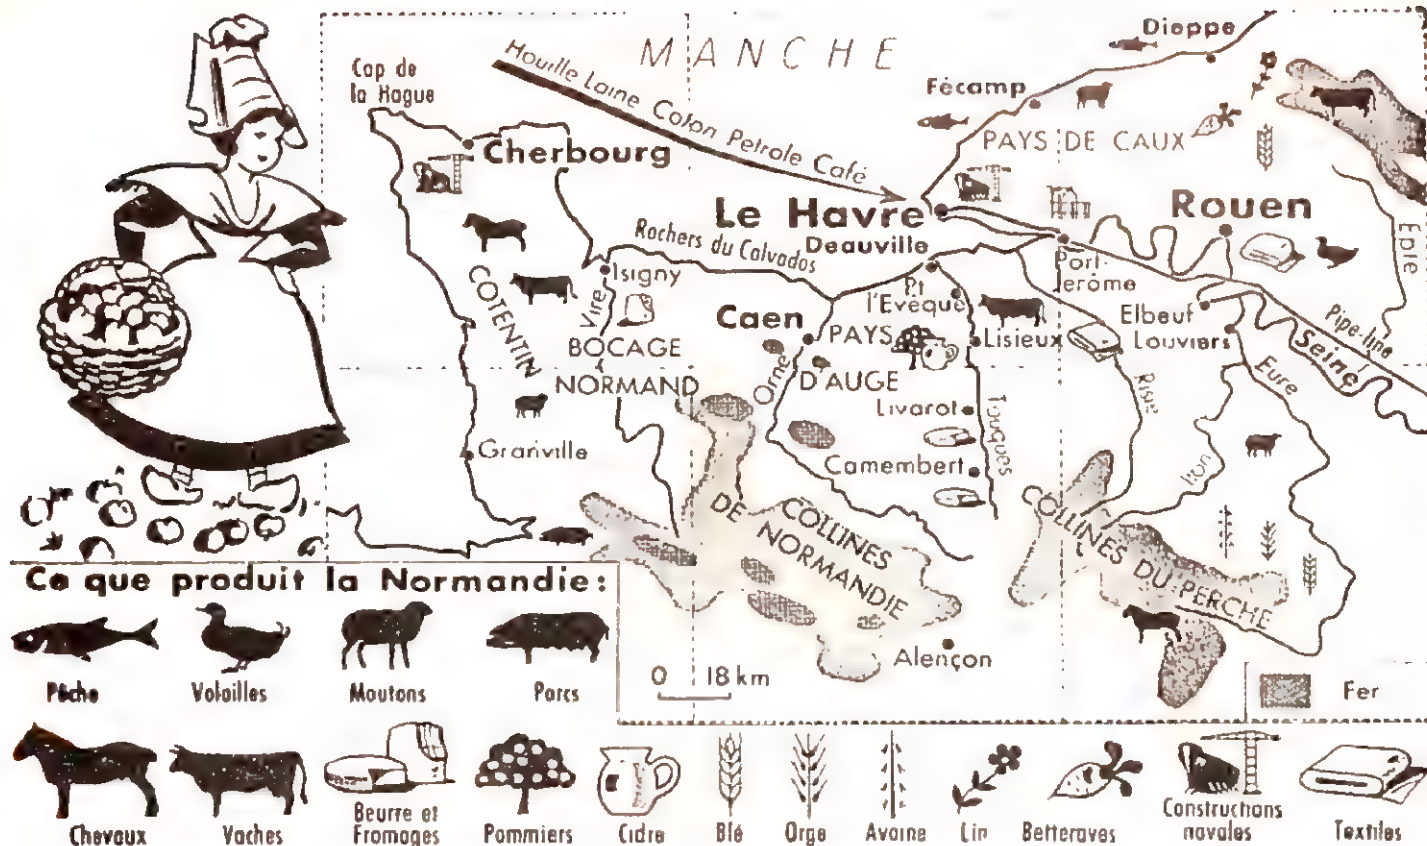 MANCHE
Dieppe
Cap de
la Hague
Houille Laine Coton Petrole Café
Fécamp
PAYS DE CAUX
Cherbourg
Le Havre
Rouen
Rochers du Calvados
Deauville
Epte
Isigny
Port
Jerôme
COTENTIN
Vire
Pt
l'Evêque
Elbeuf
Pipe-line
Caen
PAYS
Lisieux
Louviers
Seine
BOCAGE
Orne
D'AUGE
Risle
Eure
NORMAND
Livarot
Touques
Granville
Camembert
Iton
COLLINES
DE NORMANDIE
COLLINES DU PERCHE
Alençon
0 18 km
Fer
Ce que produit la Normandie:
Pêche
Volailles
Moutons
Porcs
Chevaux
Vaches
Beurre et
Fromages
Pommiers
Cidre
Blé
Orge
Avoine
Lin
Betteraves
Constructions
navales
Textiles